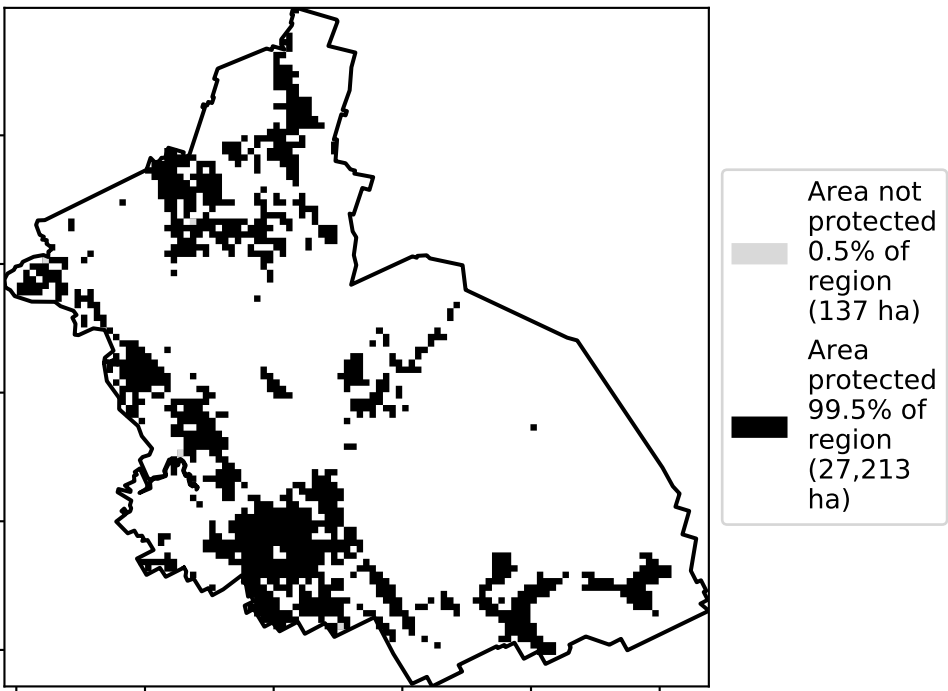 Area not
protected
0.5% of
region
(137 ha)
Area
protected
99.5% of
region
(27,213
ha)